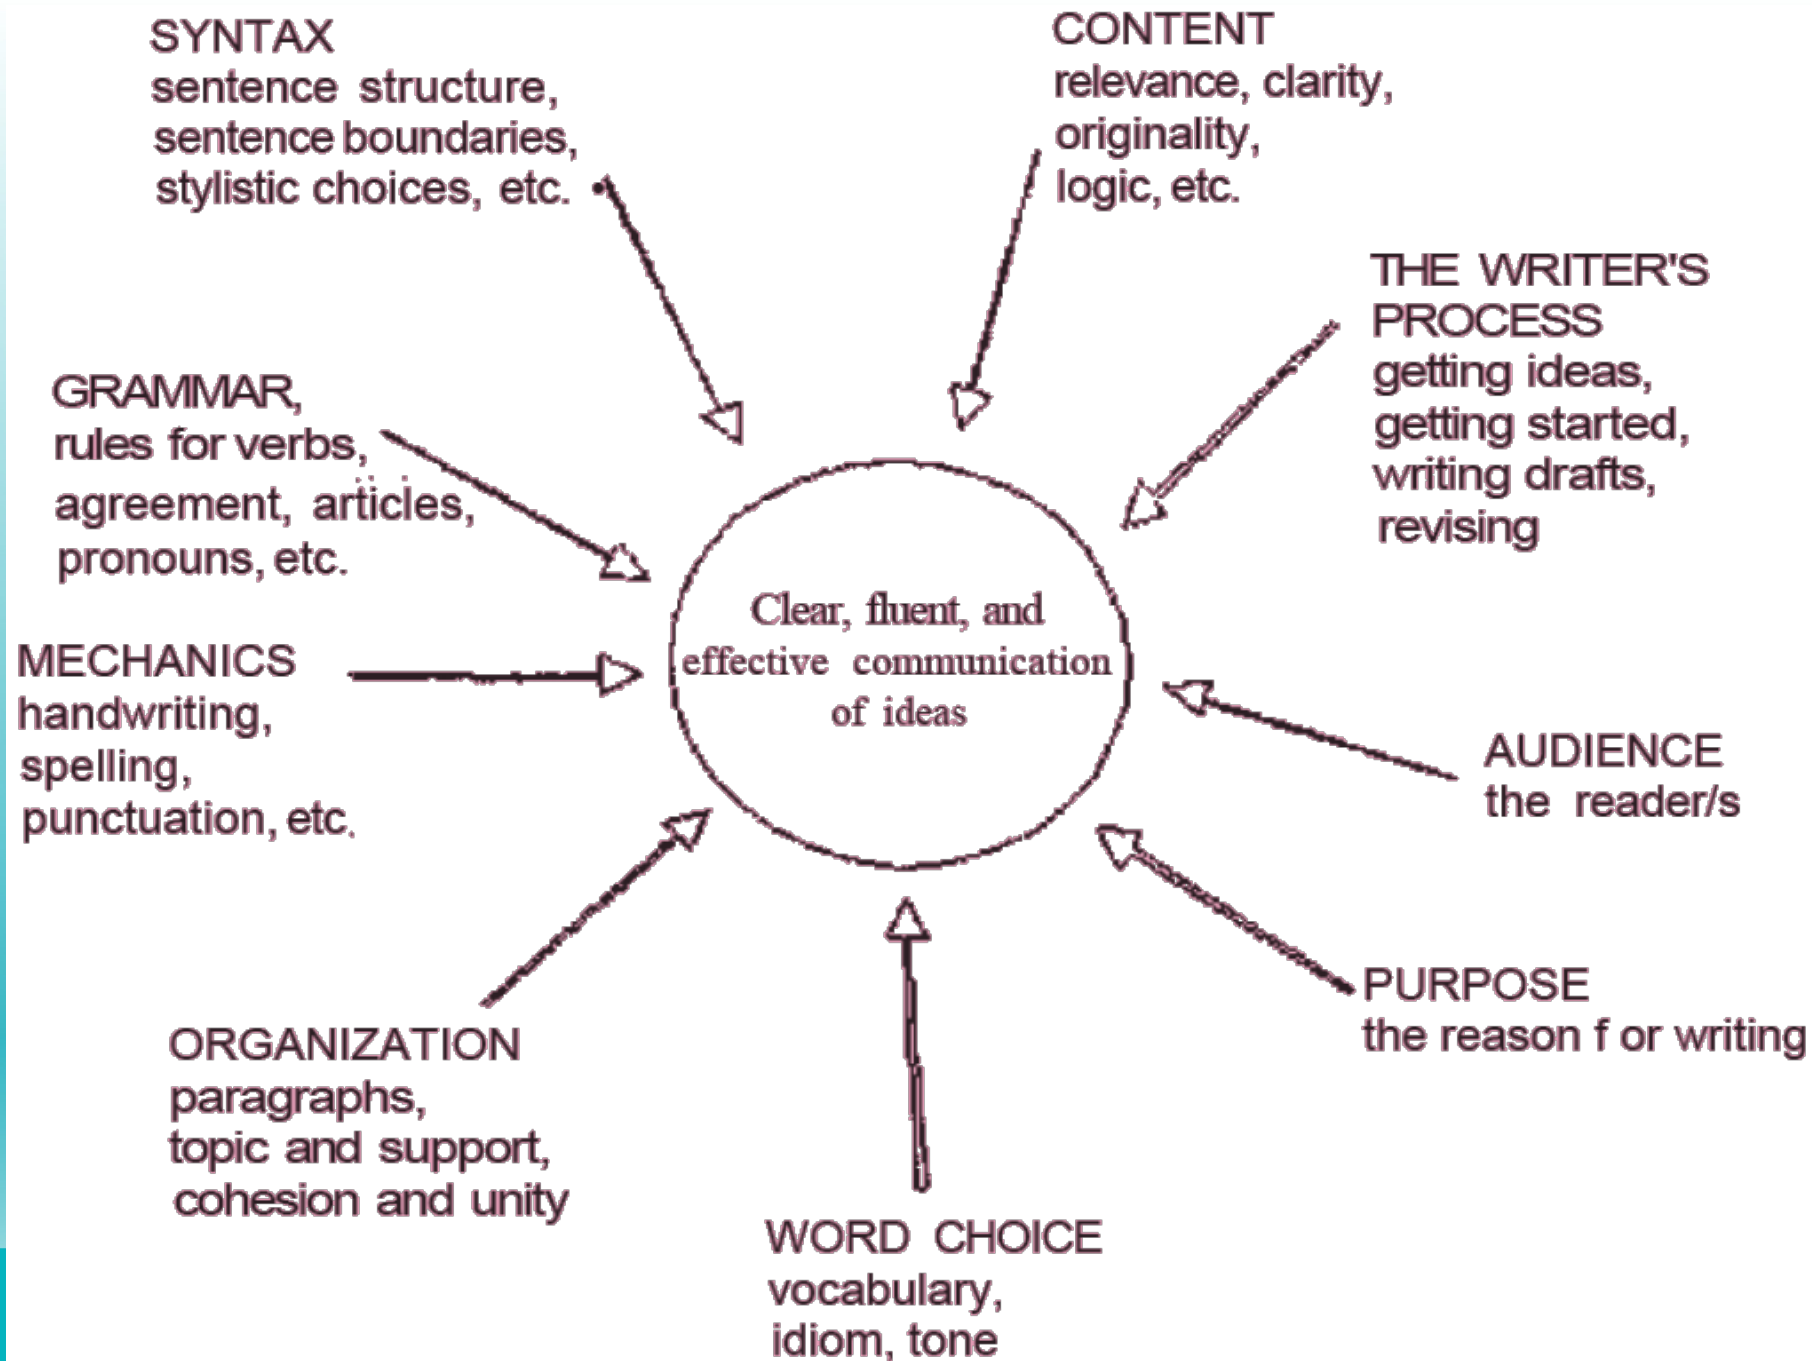 SYNTAX
sentence structure,
sentence boundaries,
stylistic choices, etc.
CONTENT
relevance, clarity,
originality,
logic, etc.
THE WRITER'S
PROCESS
getting ideas,
getting started,
writing drafts,
revising
GRAMMAR,
rules for verbs,
agreement, articles,
pronouns, etc.
Clear, fluent, and
effective communication
of ideas
MECHANICS
handwriting,
spelling,
punctuation, etc.
AUDIENCE
the reader/s
PURPOSE
the reason f or writing
ORGANIZATION
paragraphs,
topic and support,
cohesion and unity
WORD CHOICE
vocabulary,
idiom, tone